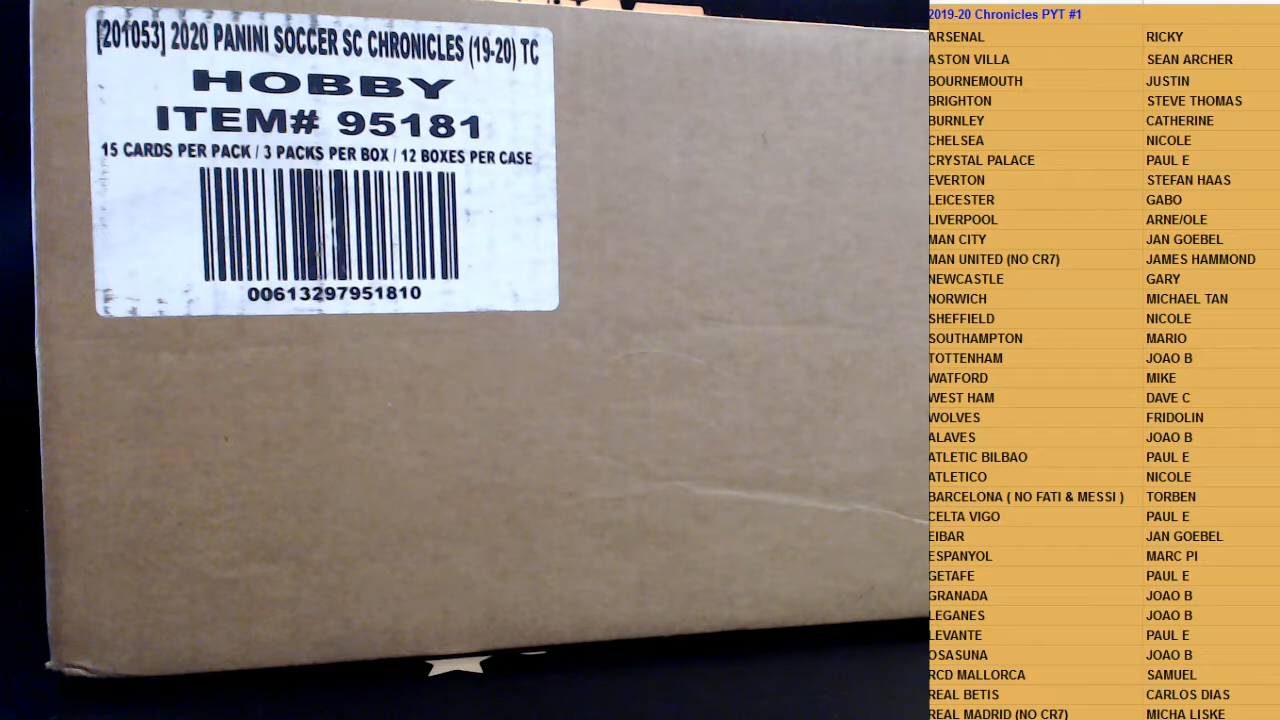 [201053] 2020 PANINI SOCCER SC CHRONICLES (19-20) TC
HOBBY
ITEM# 95181
15 CARDS PER PACK / 3 PACKS PER BOX / 12 BOXES PER CASE
00613297951810
2019-20 Chronicles PYT #1
ARSENAL RICKY
ASTON VILLA SEAN ARCHER
BOURNEMOUTH JUSTIN
BRIGHTON STEVE THOMAS
BURNLEY CATHERINE
CHELSEA NICOLE
CRYSTAL PALACE PAUL E
EVERTON STEFAN HAAS
LEICESTER GABO
LIVERPOOL ARNE/OLE
MAN CITY JAN GOEBEL
MAN UNITED (NO CR7) JAMES HAMMOND
NEWCASTLE GARY
NORWICH MICHAEL TAN
SHEFFIELD NICOLE
SOUTHAMPTON MARIO
TOTTENHAM JOAO B
WATFORD MIKE
WEST HAM DAVE C
WOLVES FRIDOLIN
ALAVES JOAO B
ATLETIC BILBAO PAUL E
ATLETICO NICOLE
BARCELONA ( NO FATI & MESSI ) TORBEN
CELTA VIGO PAUL E
EIBAR JAN GOEBEL
ESPANYOL MARC PI
GETAFE PAUL E
GRANADA JOAO B
LEGANES JOAO B
LEVANTE PAUL E
OSASUNA JOAO B
RCD MALLORCA SAMUEL
REAL BETIS CARLOS DIAS
REAL MADRID (NO CR7) MICHA LISKE